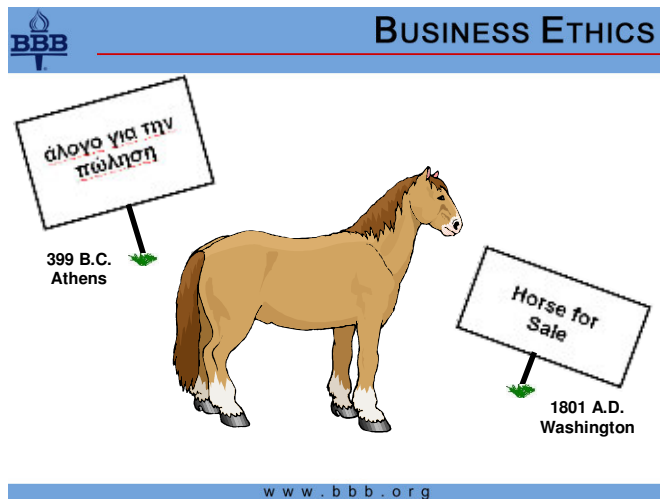 BBB
BUSINESS ETHICS
άλογο για την
πώληση
399 B.C.
Athens
Horse for
Sale
1801 A.D.
Washington
www.bbb.org